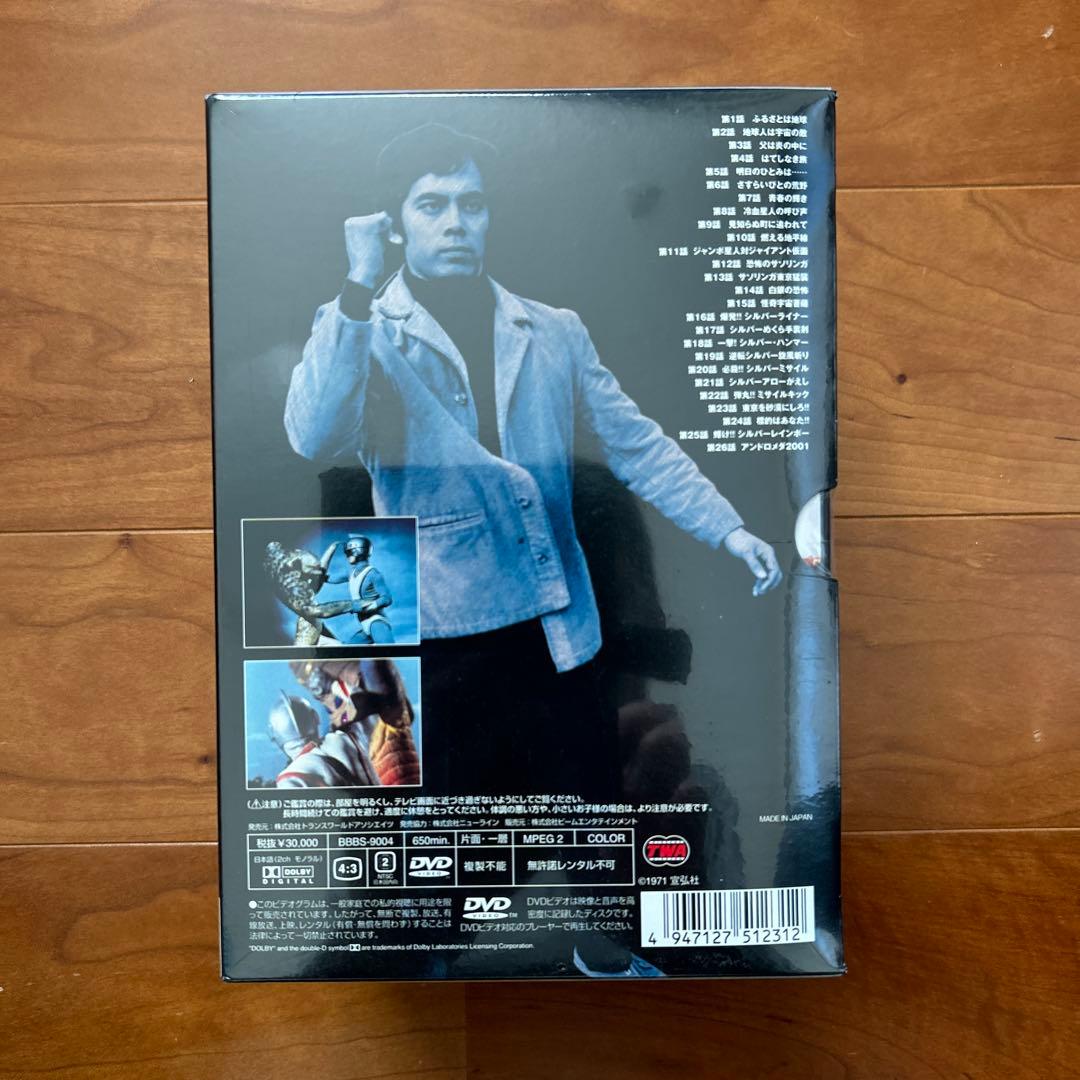 第1話 ふるさとは地球
第2話 地球人は宇宙の敵
第3話 父は炎の中に
第4話 はてしなき旅
第5話 明日のひとみは……
第6話 さすらいびとの荒野
第7話 青春の輝き
第8話 冷血星人の呼び声
第9話 見知らぬ町に追われて
第10話 燃える地平線
第11話 ジャンボ星人対ジャイアント仮面
第12話 恐怖のサソリンガ
第13話 サソリンガ東京猛襲
第14話 白銀の恐怖
第15話 怪奇宇宙菩薩
第16話 爆発!! シルバーライナー
第17話 シルバーめくら手裏剣
第18話 一撃! シルバー・ハンマー
第19話 逆転シルバー旋風斬り
第20話 必殺!! シルバーミサイル
第21話 シルバーアローがえし
第22話 弾丸!! ミサイルキック
第23話 東京を砂漠にしろ!!
第24話 標的はあなた!!
第25話 輝け!! シルバーレインボー
第26話 アンドロメダ2001
(⚠注意) ご鑑賞の際は、部屋を明るくし、テレビ画面に近づき過ぎないようにしてご覧ください。
長時間続けての鑑賞を避け、適度に休憩をとってください。体調の悪い方や、小さいお子様の場合は、より注意が必要です。
発売元：株式会社トランスワールドアソシエイツ 発売協力：株式会社ニューライン 販売元：株式会社ビームエンタテインメント
MADE IN JAPAN
税抜 ¥30,000 BBBS-9004 650min. 片面・一層 MPEG 2 COLOR
日本語(2ch モノラル)
DOLBY
DIGITAL
4:3
2
NTSC
日本国内向
DVD
VIDEO
複製不能
無許諾レンタル不可
TWA
©1971 宣弘社
●このビデオグラムは、一般家庭での私的視聴に用途を限
って販売されています。したがって、無断で複製、放送、有
線放送、上映、レンタル(有償・無償を問わず)することは
法律によって一切禁止されています。
DVD
VIDEO
TM
DVDビデオは映像と音声を高
密度に記録したディスクです。
DVDビデオ対応のプレーヤーで再生してください。
"DOLBY" and the double-D symbol are trademarks of Dolby Laboratories Licensing Corporation.
4 947127 512312